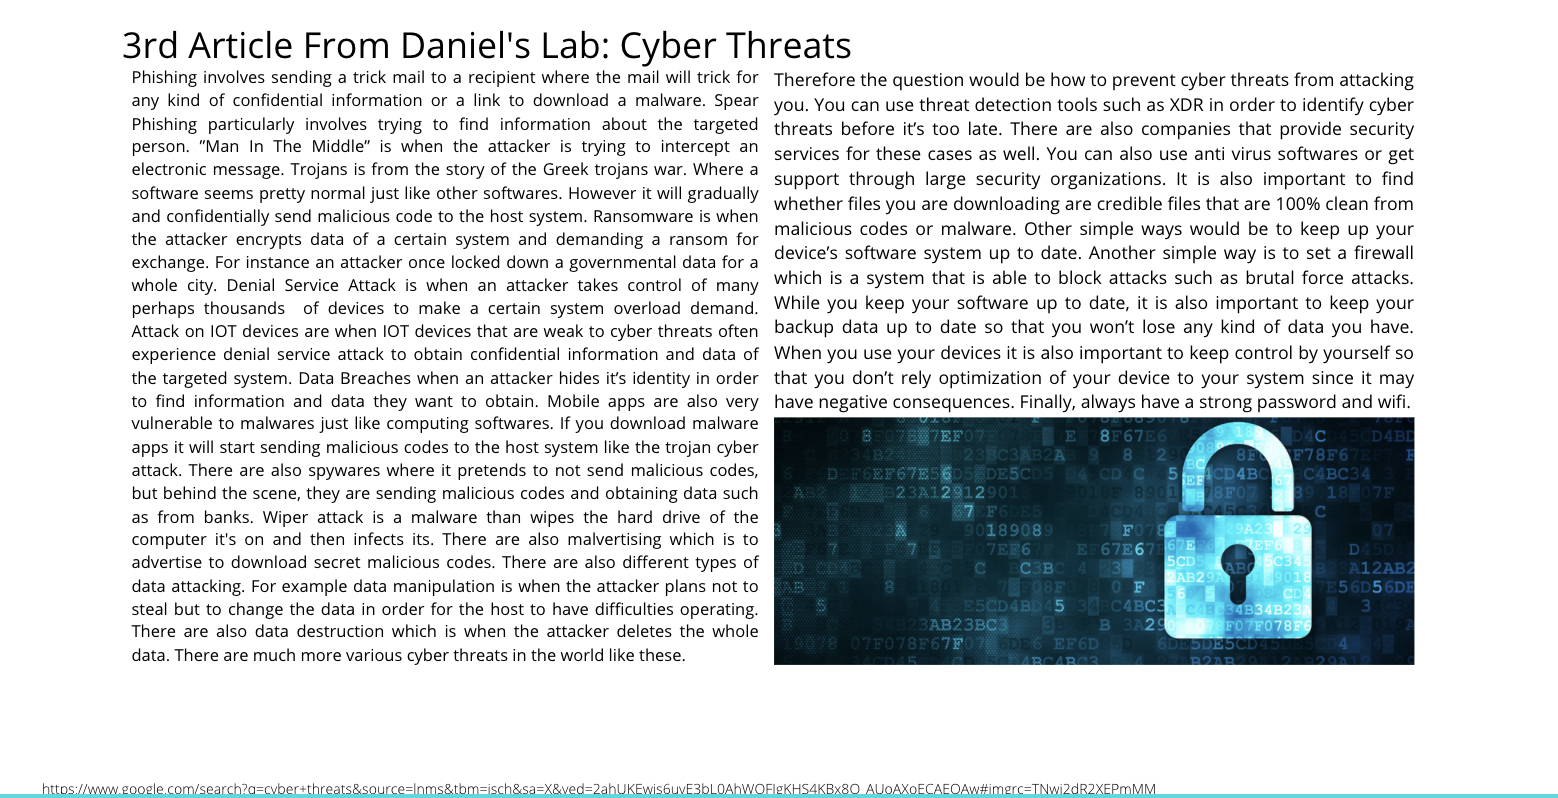 3rd Article From Daniel's Lab: Cyber Threats
Phishing involves sending a trick mail to a recipient where the mail will trick for
any kind of confidential information or a link to download a malware. Spear
Phishing particularly involves trying to find information about the targeted
person. ”Man In The Middle” is when the attacker is trying to intercept an
electronic message. Trojans is from the story of the Greek trojans war. Where a
software seems pretty normal just like other softwares. However it will gradually
and confidentially send malicious code to the host system. Ransomware is when
the attacker encrypts data of a certain system and demanding a ransom for
exchange. For instance an attacker once locked down a governmental data for a
whole city. Denial Service Attack is when an attacker takes control of many
perhaps thousands  of devices to make a certain system overload demand.
Attack on IOT devices are when IOT devices that are weak to cyber threats often
experience denial service attack to obtain confidential information and data of
the targeted system. Data Breaches when an attacker hides it’s identity in order
to find information and data they want to obtain. Mobile apps are also very
vulnerable to malwares just like computing softwares. If you download malware
apps it will start sending malicious codes to the host system like the trojan cyber
attack. There are also spywares where it pretends to not send malicious codes,
but behind the scene, they are sending malicious codes and obtaining data such
as from banks. Wiper attack is a malware than wipes the hard drive of the
computer it's on and then infects its. There are also malvertising which is to
advertise to download secret malicious codes. There are also different types of
data attacking. For example data manipulation is when the attacker plans not to
steal but to change the data in order for the host to have difficulties operating.
There are also data destruction which is when the attacker deletes the whole
data. There are much more various cyber threats in the world like these.
Therefore the question would be how to prevent cyber threats from attacking
you. You can use threat detection tools such as XDR in order to identify cyber
threats before it’s too late. There are also companies that provide security
services for these cases as well. You can also use anti virus softwares or get
support through large security organizations. It is also important to find
whether files you are downloading are credible files that are 100% clean from
malicious codes or malware. Other simple ways would be to keep up your
device’s software system up to date. Another simple way is to set a firewall
which is a system that is able to block attacks such as brutal force attacks.
While you keep your software up to date, it is also important to keep your
backup data up to date so that you won’t lose any kind of data you have.
When you use your devices it is also important to keep control by yourself so
that you don’t rely optimization of your device to your system since it may
have negative consequences. Finally, always have a strong password and wifi.